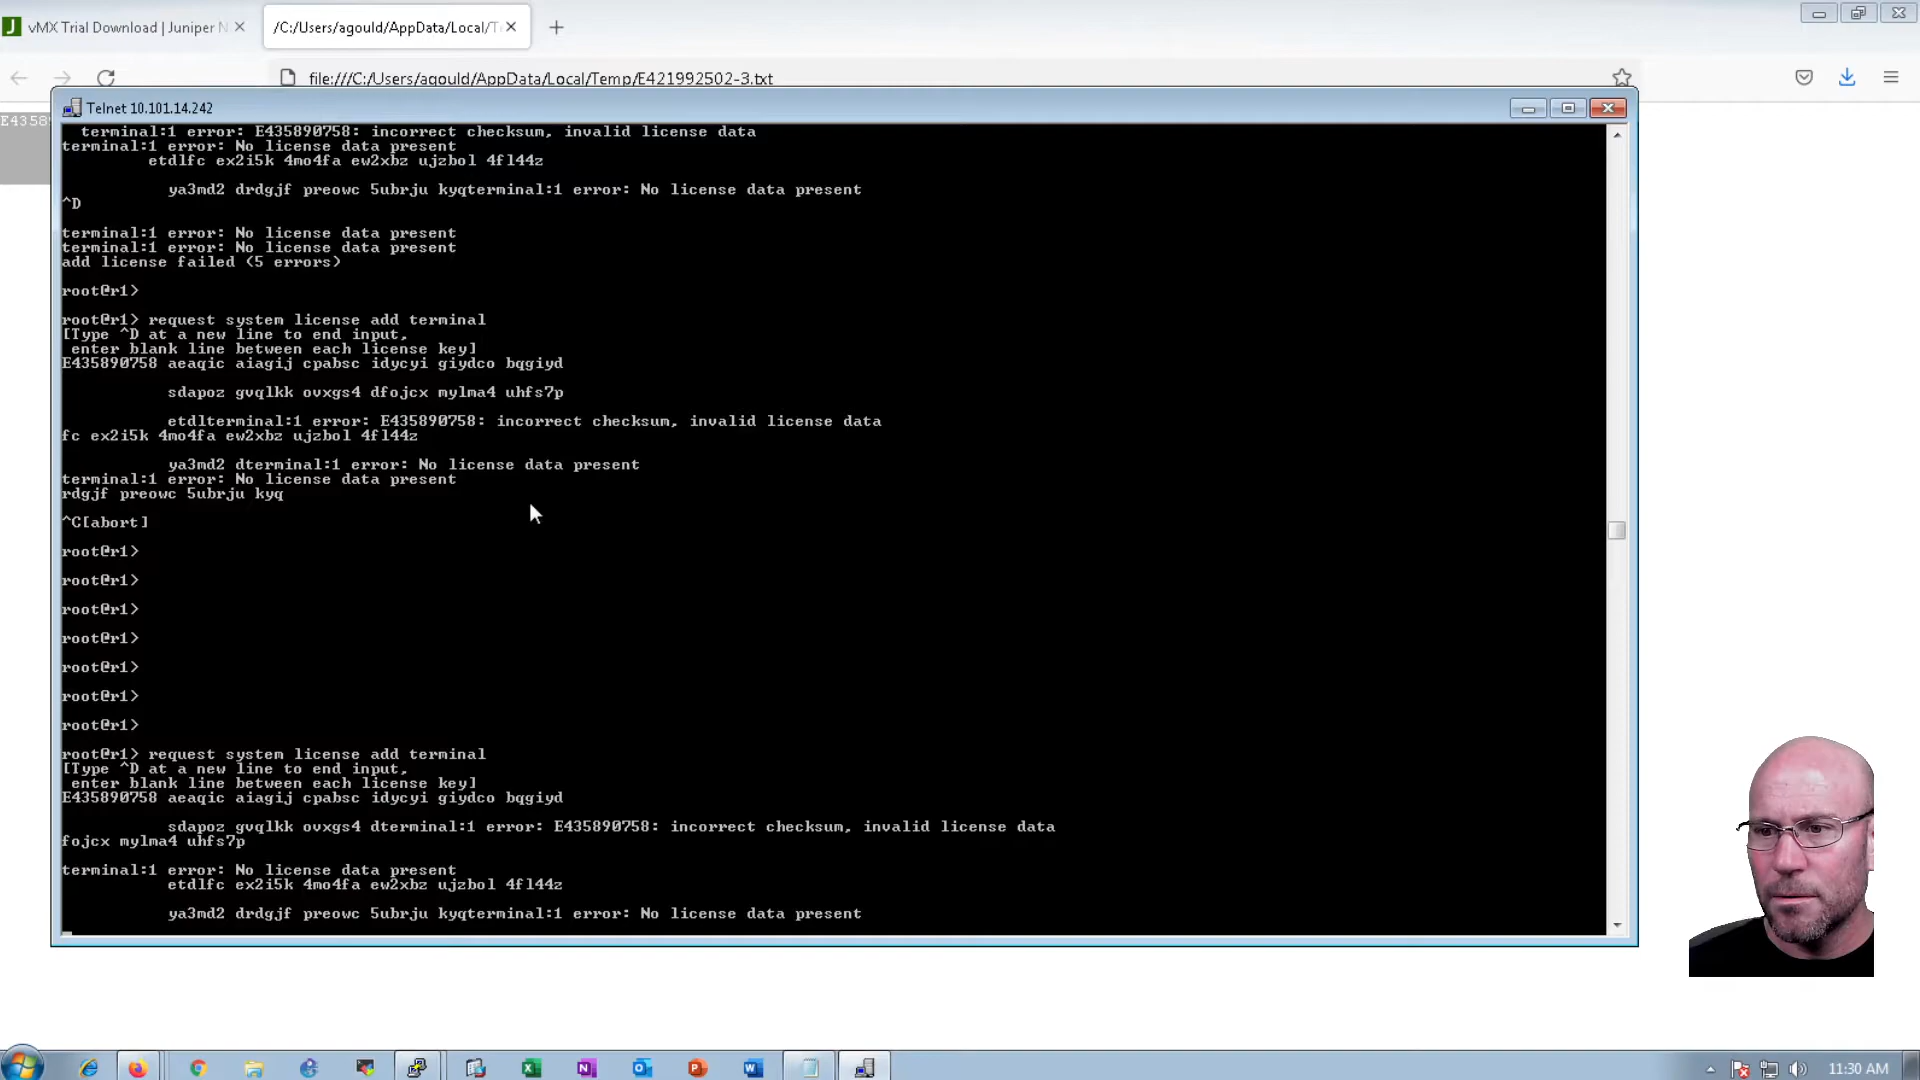 vMX Trial Download | Juniper N
/C:/Users/agould/AppData/Local/T
file:///C:/Users/agould/AppData/Local/Temp/E421992502-3.txt
E4358
Telnet 10.101.14.242
terminal:1 error: E435890758: incorrect checksum, invalid license data
terminal:1 error: No license data present
etdlfc ex2i5k 4mo4fa ew2xbz ujzbol 4fl44z
ya3md2 drdgjf preowc 5ubrju kyqterminal:1 error: No license data present
^D
terminal:1 error: No license data present
terminal:1 error: No license data present
add license failed (5 errors)
root@r1>
root@r1> request system license add terminal
[Type ^D at a new line to end input,
enter blank line between each license key]
E435890758 aeaqic aiagij cpabsc idycyi giydco bqgiyd
sdapoz gvqlkk ovxgs4 dfojcx mylma4 uhfs7p
etdlterminal:1 error: E435890758: incorrect checksum, invalid license data
fc ex2i5k 4mo4fa ew2xbz ujzbol 4fl44z
ya3md2 dterminal:1 error: No license data present
terminal:1 error: No license data present
rdgjf preowc 5ubrju kyq
^C[abort]
root@r1>
root@r1>
root@r1>
root@r1>
root@r1>
root@r1>
root@r1>
root@r1> request system license add terminal
[Type ^D at a new line to end input,
enter blank line between each license key]
E435890758 aeaqic aiagij cpabsc idycyi giydco bqgiyd
sdapoz gvqlkk ovxgs4 dterminal:1 error: E435890758: incorrect checksum, invalid license data
fojcx mylma4 uhfs7p
terminal:1 error: No license data present
etdlfc ex2i5k 4mo4fa ew2xbz ujzbol 4fl44z
ya3md2 drdgjf preowc 5ubrju kyqterminal:1 error: No license data present
11:30 AM